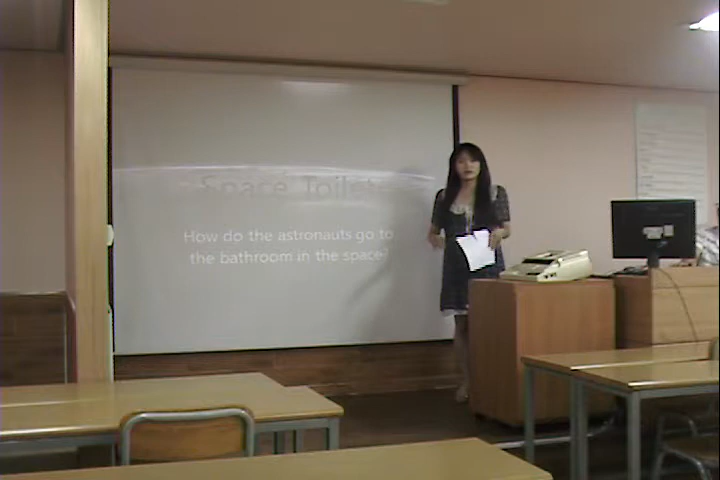 Space Toilet
How do the astronauts go to
the bathroom in the space?